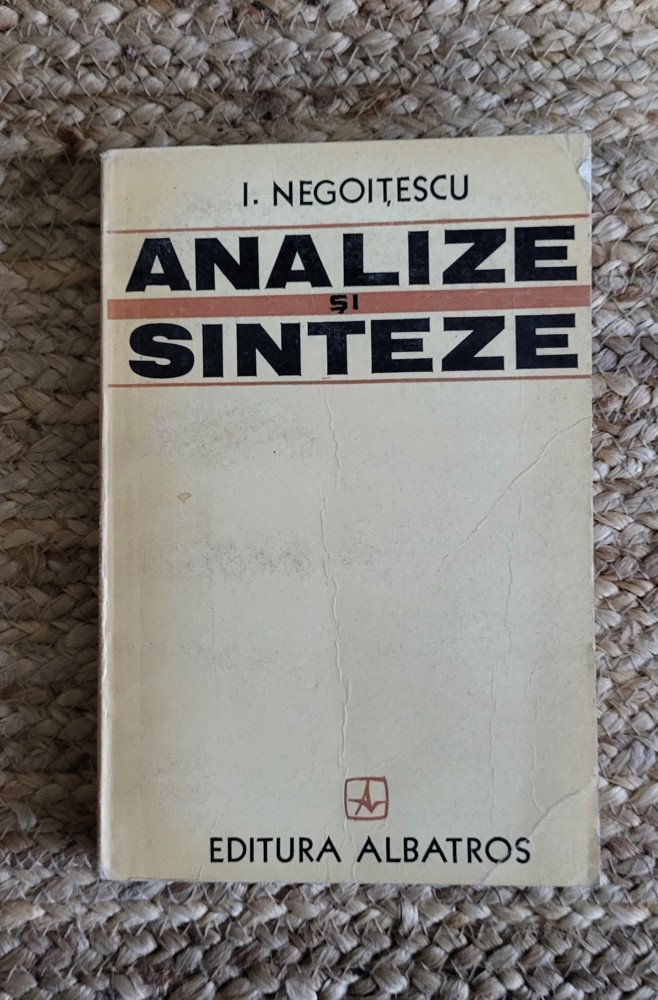 I. NEGOIȚESCU
ANALIZE
ȘI
SINTEZE
EDITURA ALBATROS